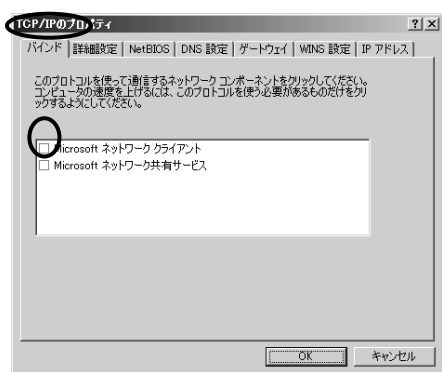 TCP/IPのプロパティ
バインド 詳細設定 NetBIOS DNS 設定 ゲートウェイ WINS 設定 IP アドレス
このプロトコルを使って通信するネットワーク コンポーネントをクリックしてください。
コンピュータの速度を上げるには、このプロトコルを使う必要があるものだけをクリ
ックするようにしてください。
Microsoft ネットワーク クライアント
Microsoft ネットワーク共有サービス
OK キャンセル